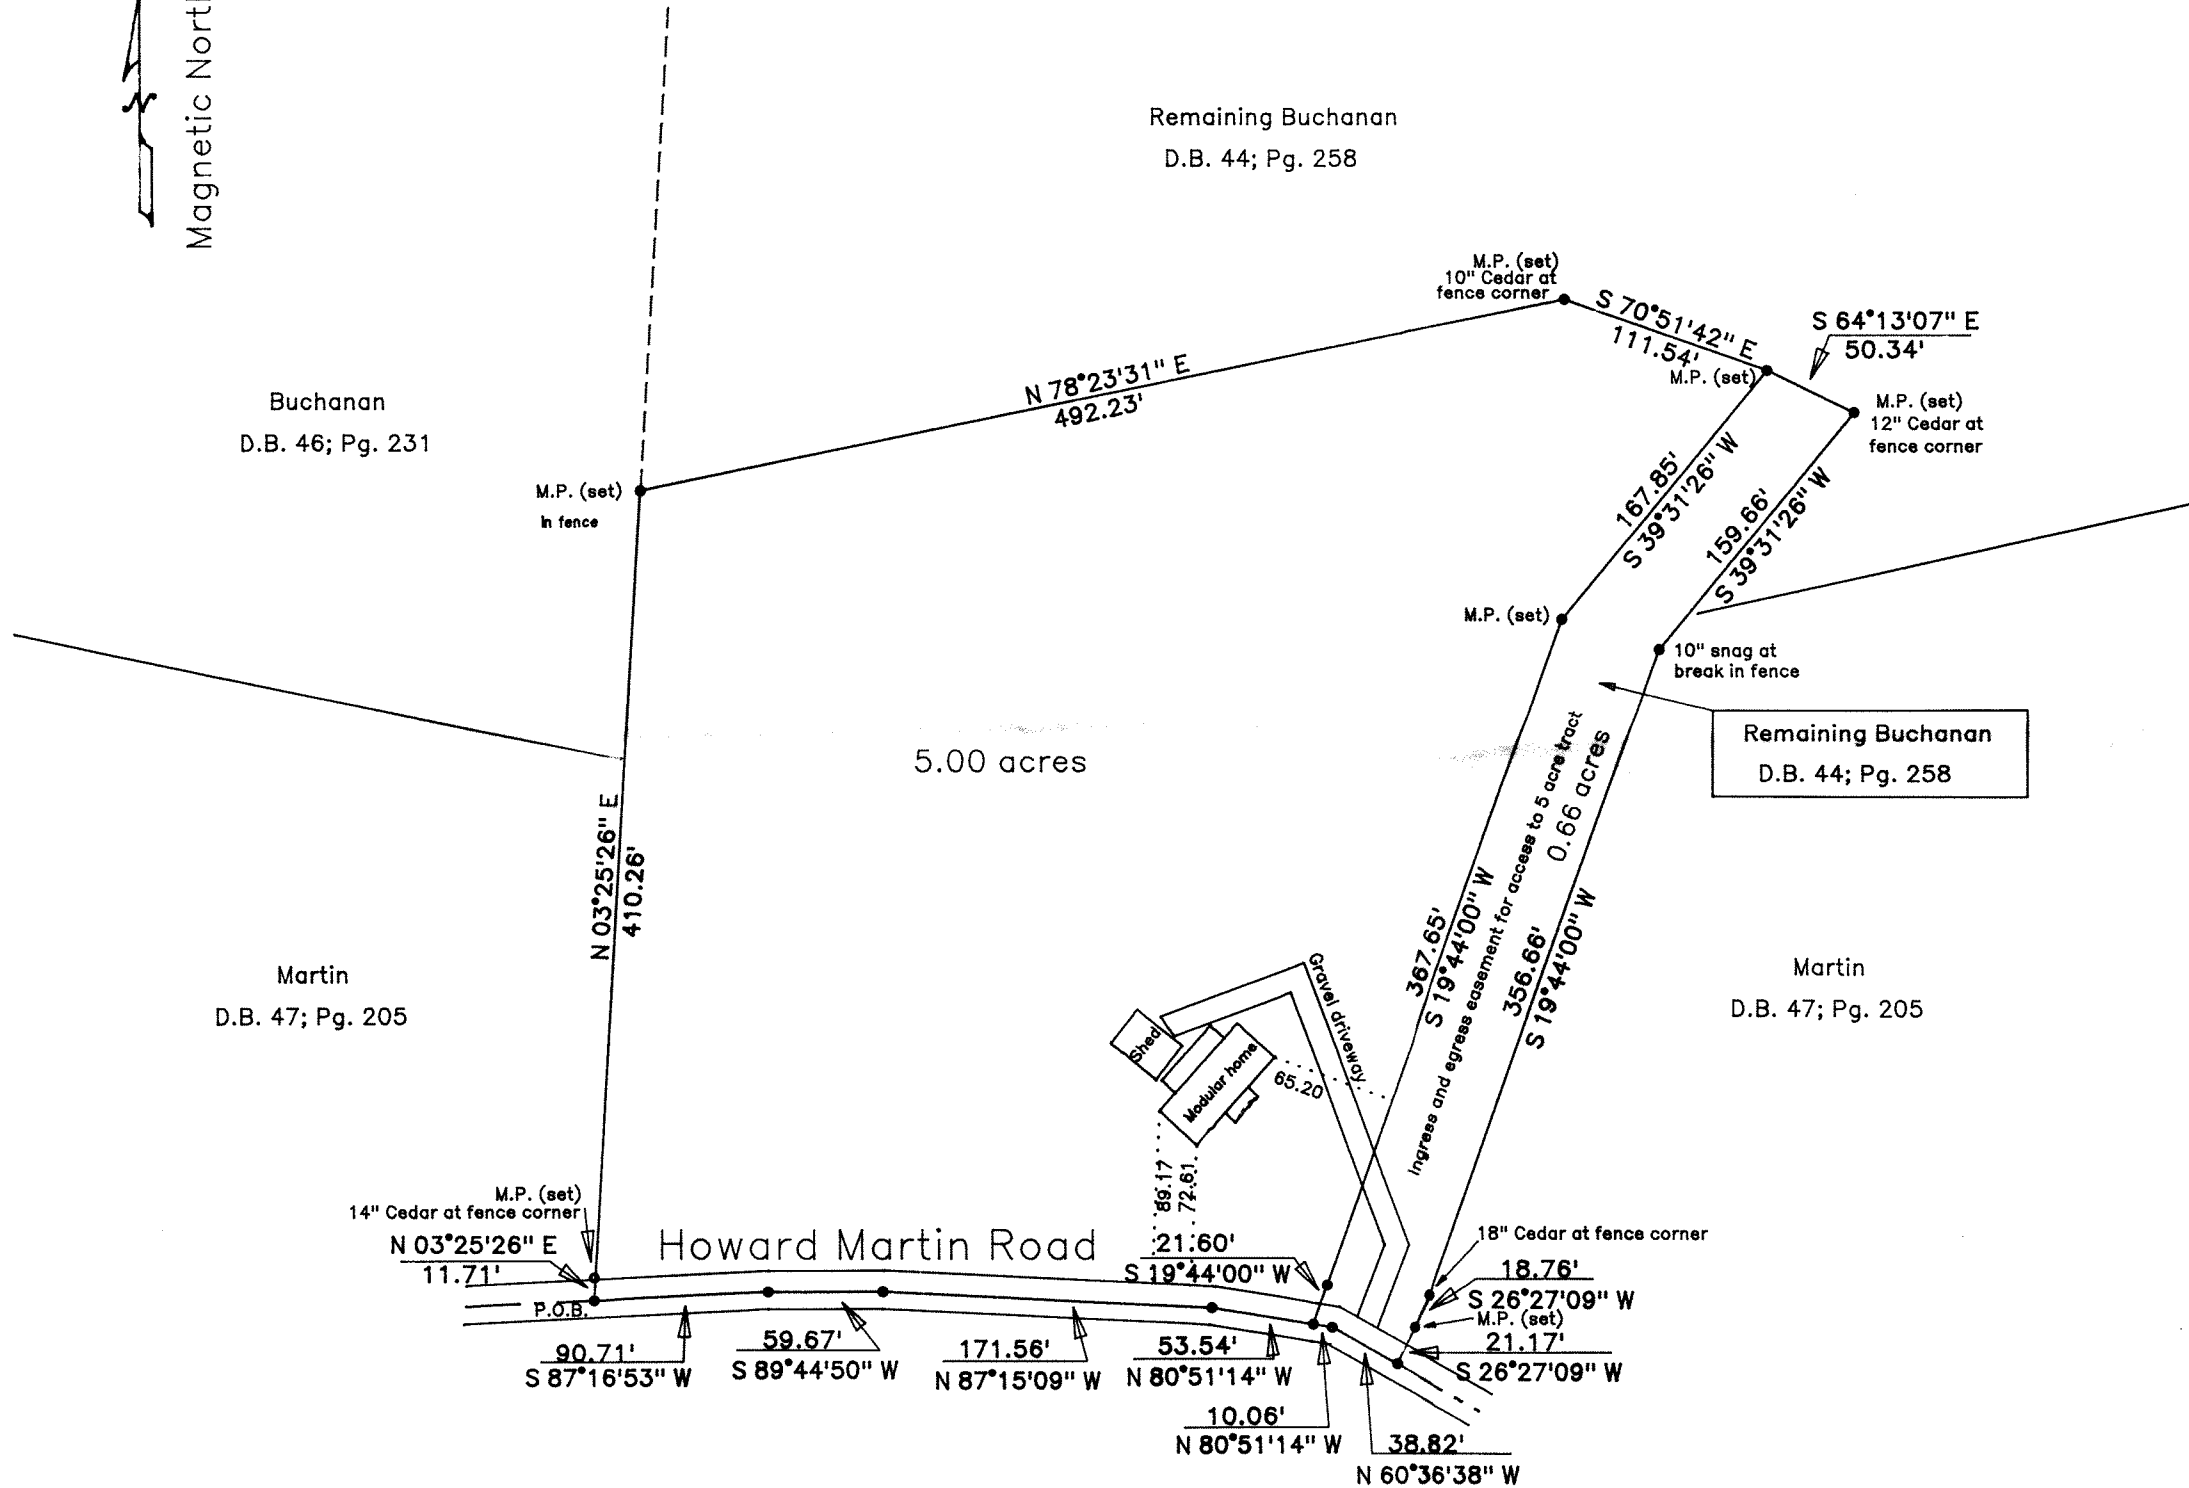 Magnetic Nort
N
Remaining Buchanan
D.B. 44; Pg. 258
M.P. (set)
10" Cedar at
fence corner
S 70°51'42" E
111.54'
S 64°13'07" E
50.34'
M.P. (set)
M.P. (set)
12" Cedar at
fence corner
N 78°23'31" E
492.23'
Buchanan
D.B. 46; Pg. 231
M.P. (set)
In fence
167.85'
S 39°31'26" W
159.66'
S 39°31'26" W
M.P. (set)
10" snag at
break in fence
Remaining Buchanan
D.B. 44; Pg. 258
5.00 acres
Ingress and egress easement for access to 5 acre tract
0.66 acres
N 03°25'26" E
410.26'
367.65'
S 19°44'00" W
356.66'
S 19°44'00" W
Martin
D.B. 47; Pg. 205
Martin
D.B. 47; Pg. 205
Gravel driveway
Shed
Modular home
65.20
89.17
72.61
M.P. (set)
14" Cedar at fence corner
N 03°25'26" E
11.71'
Howard Martin Road
21.60'
S 19°44'00" W
18" Cedar at fence corner
18.76'
S 26°27'09" W
M.P. (set)
21.17'
S 26°27'09" W
P.O.B.
90.71'
S 87°16'53" W
59.67'
S 89°44'50" W
171.56'
N 87°15'09" W
53.54'
N 80°51'14" W
10.06'
N 80°51'14" W
38.82'
N 60°36'38" W